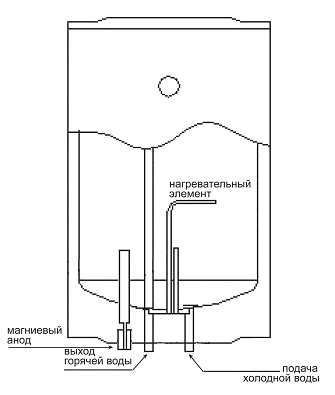 нагревательный
элемент
магниевый
анод
выход
горячей воды
подача
холодной воды